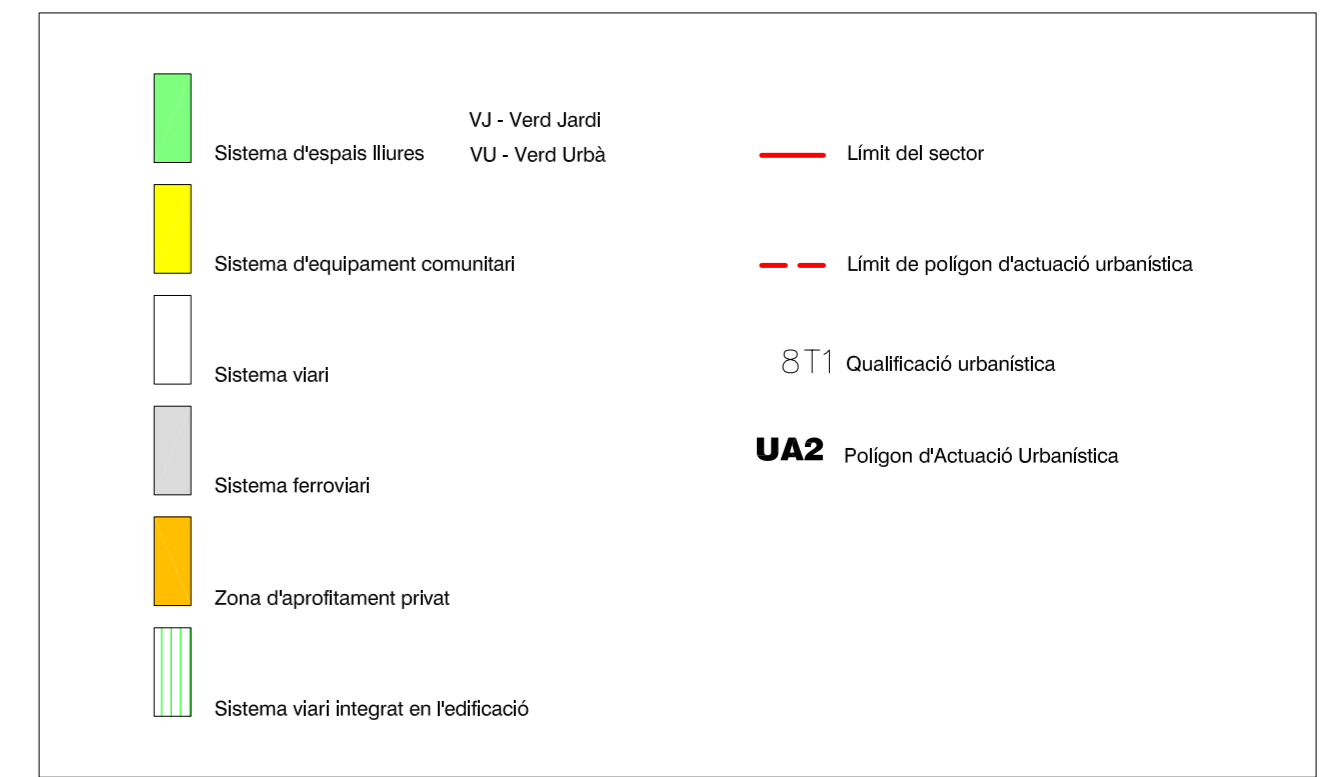 VJ - Verd Jardi
Sistema d'espais lliures
VU - Verd Urbà
Sistema d'equipament comunitari
Sistema viari
Sistema ferroviari
Zona d'aprofitament privat
Sistema viari integrat en l'edificació
Límit del sector
Límit de polígon d'actuació urbanística
8T1 Qualificació urbanística
UA2 Polígon d'Actuació Urbanística